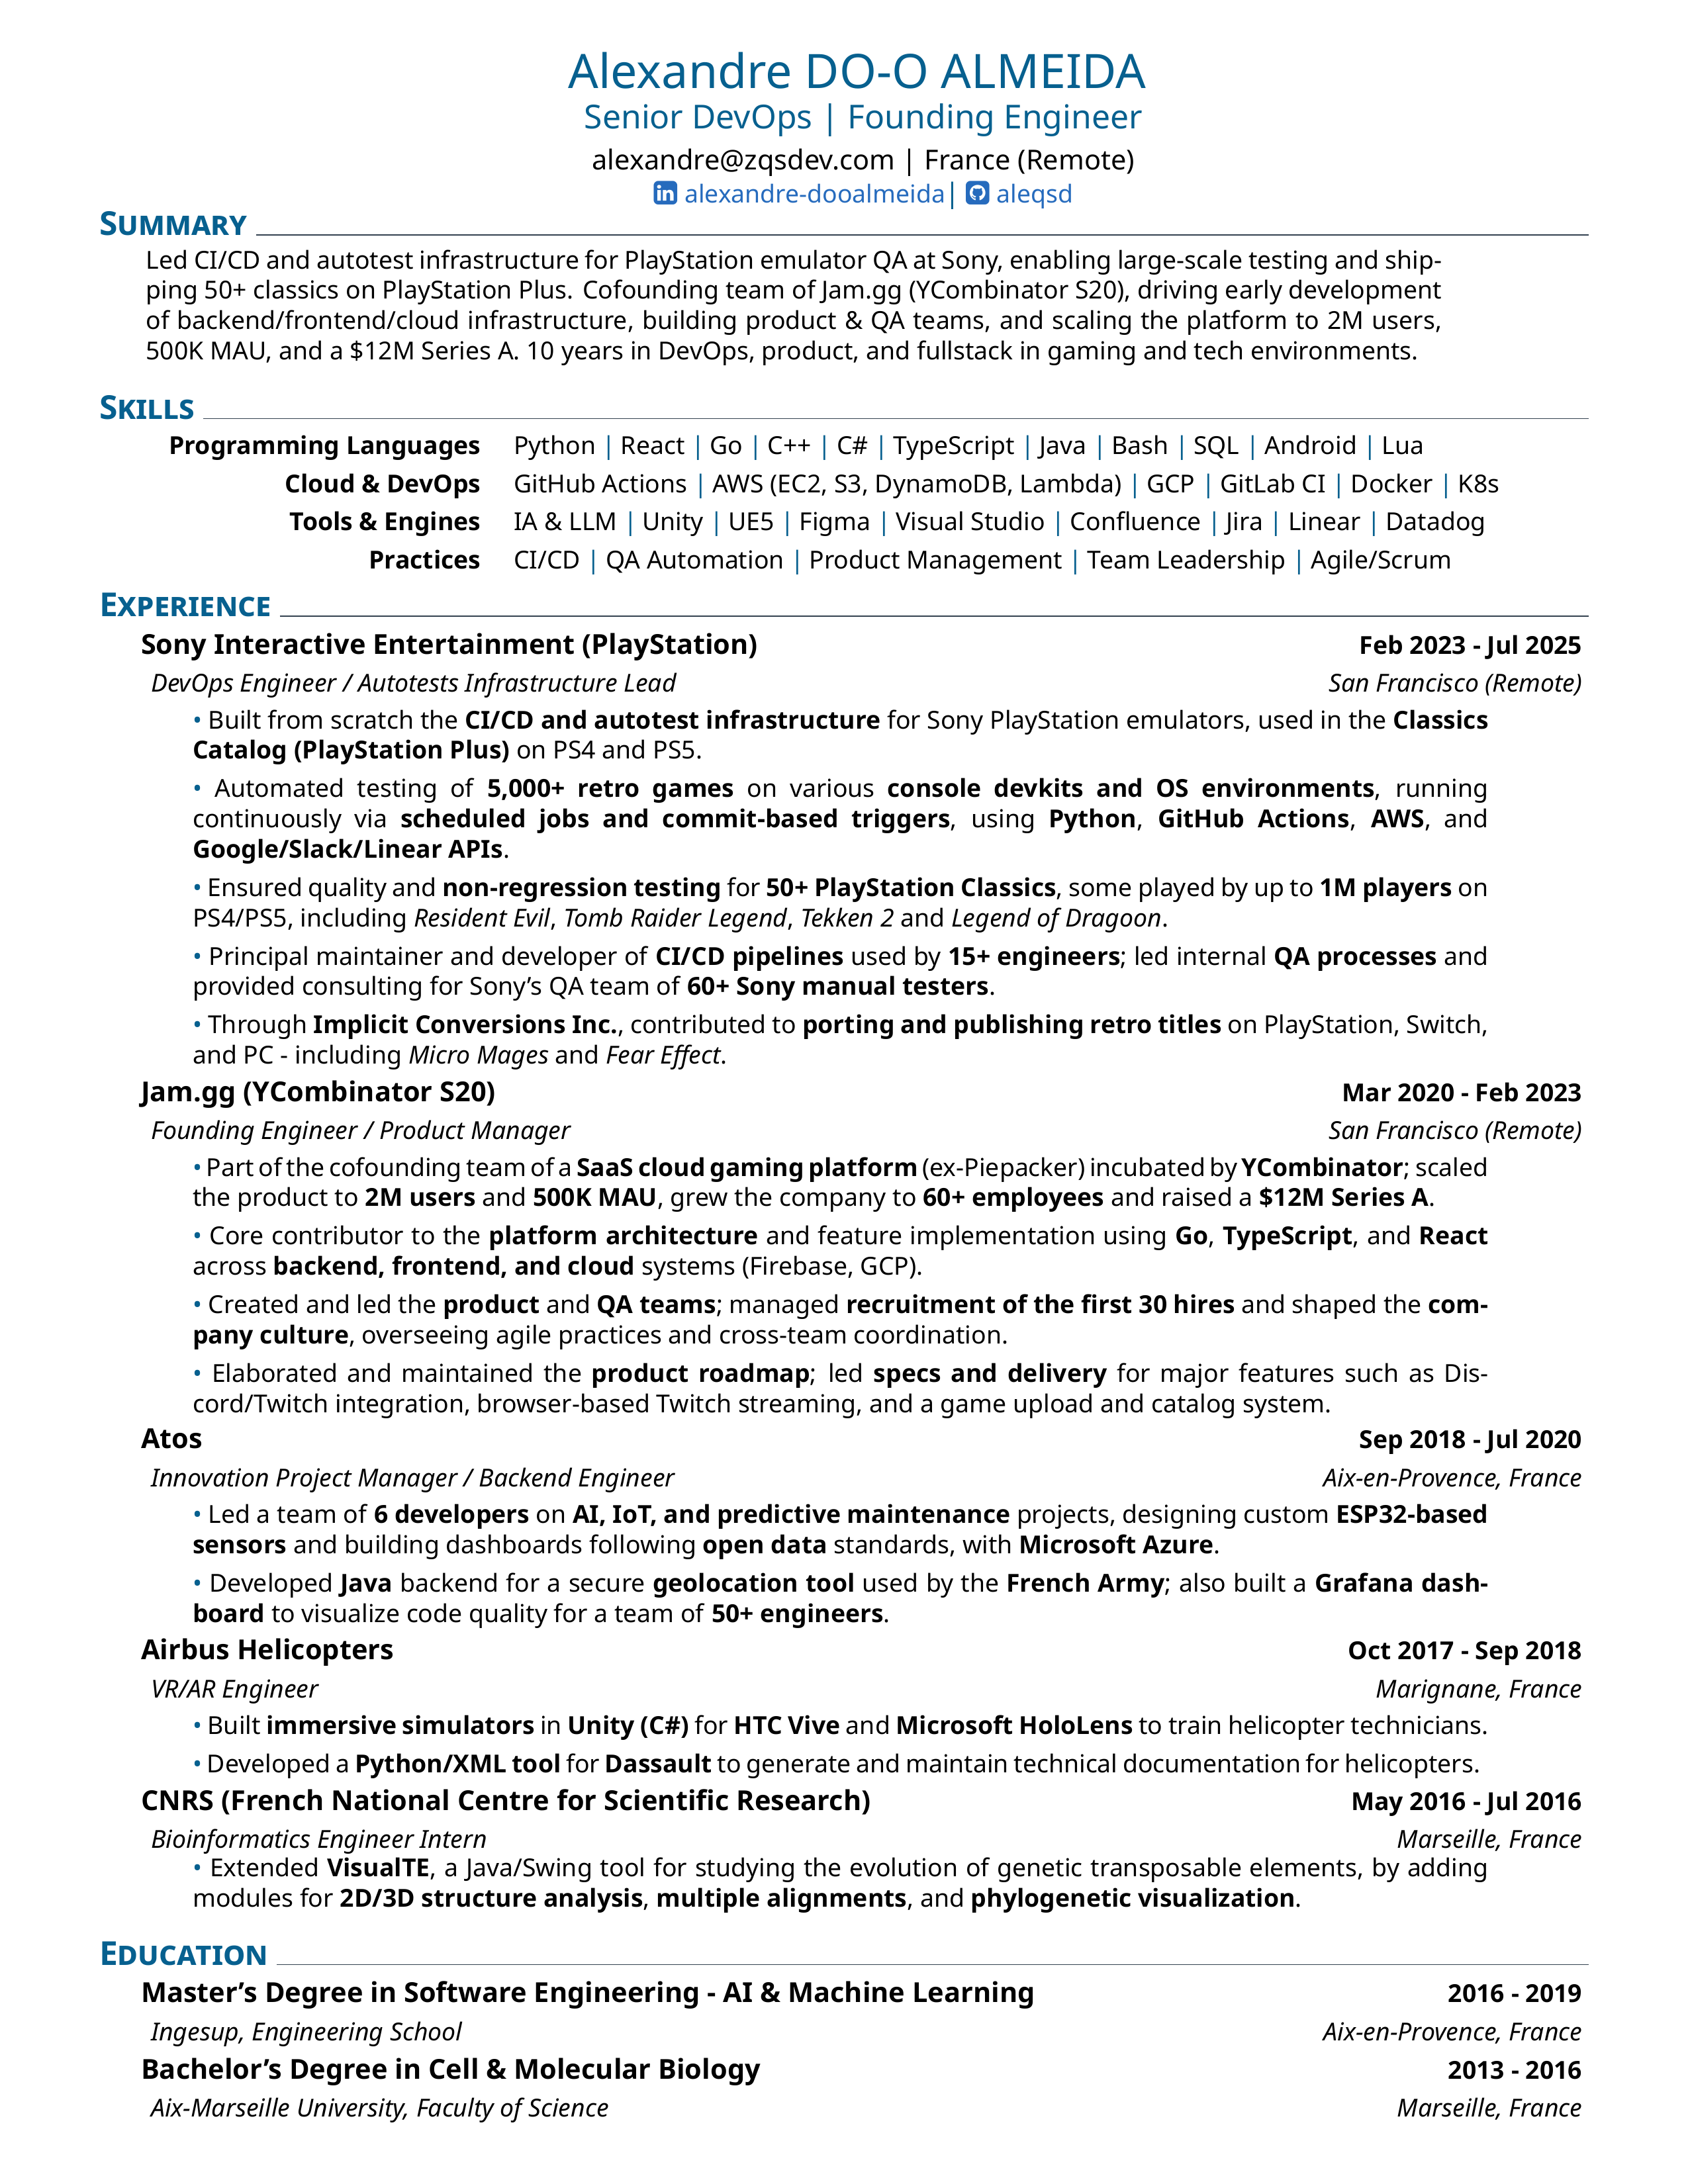 Alexandre DO-O ALMEIDA
Senior DevOps | Founding Engineer
alexandre@zqsdev.com | France (Remote)
alexandre-dooalmeida| aleqsd
SUMMARY
Led CI/CD and autotest infrastructure for PlayStation emulator QA at Sony, enabling large-scale testing and ship-
ping 50+ classics on PlayStation Plus. Cofounding team of Jam.gg (YCombinator S20), driving early development
of backend/frontend/cloud infrastructure, building product & QA teams, and scaling the platform to 2M users,
500K MAU, and a $12M Series A. 10 years in DevOps, product, and fullstack in gaming and tech environments.
SKILLS
Programming Languages Python | React | Go | C++ | C# | TypeScript | Java | Bash | SQL | Android | Lua
Cloud & DevOps GitHub Actions | AWS (EC2, S3, DynamoDB, Lambda) | GCP | GitLab CI | Docker | K8s
Tools & Engines IA & LLM | Unity | UE5 | Figma | Visual Studio | Confluence | Jira | Linear | Datadog
Practices CI/CD | QA Automation | Product Management | Team Leadership | Agile/Scrum
EXPERIENCE
Sony Interactive Entertainment (PlayStation) Feb 2023 - Jul 2025
DevOps Engineer / Autotests Infrastructure Lead San Francisco (Remote)
• Built from scratch the CI/CD and autotest infrastructure for Sony PlayStation emulators, used in the Classics
Catalog (PlayStation Plus) on PS4 and PS5.
• Automated testing of 5,000+ retro games on various console devkits and OS environments, running
continuously via scheduled jobs and commit-based triggers, using Python, GitHub Actions, AWS, and
Google/Slack/Linear APIs.
• Ensured quality and non-regression testing for 50+ PlayStation Classics, some played by up to 1M players on
PS4/PS5, including Resident Evil, Tomb Raider Legend, Tekken 2 and Legend of Dragoon.
• Principal maintainer and developer of CI/CD pipelines used by 15+ engineers; led internal QA processes and
provided consulting for Sony’s QA team of 60+ Sony manual testers.
• Through Implicit Conversions Inc., contributed to porting and publishing retro titles on PlayStation, Switch,
and PC - including Micro Mages and Fear Effect.
Jam.gg (YCombinator S20) Mar 2020 - Feb 2023
Founding Engineer / Product Manager San Francisco (Remote)
• Part of the cofounding team of a SaaS cloud gaming platform (ex-Piepacker) incubated by YCombinator; scaled
the product to 2M users and 500K MAU, grew the company to 60+ employees and raised a $12M Series A.
• Core contributor to the platform architecture and feature implementation using Go, TypeScript, and React
across backend, frontend, and cloud systems (Firebase, GCP).
• Created and led the product and QA teams; managed recruitment of the first 30 hires and shaped the com-
pany culture, overseeing agile practices and cross-team coordination.
• Elaborated and maintained the product roadmap; led specs and delivery for major features such as Dis-
cord/Twitch integration, browser-based Twitch streaming, and a game upload and catalog system.
Atos Sep 2018 - Jul 2020
Innovation Project Manager / Backend Engineer Aix-en-Provence, France
• Led a team of 6 developers on AI, IoT, and predictive maintenance projects, designing custom ESP32-based
sensors and building dashboards following open data standards, with Microsoft Azure.
• Developed Java backend for a secure geolocation tool used by the French Army; also built a Grafana dash-
board to visualize code quality for a team of 50+ engineers.
Airbus Helicopters Oct 2017 - Sep 2018
VR/AR Engineer Marignane, France
• Built immersive simulators in Unity (C#) for HTC Vive and Microsoft HoloLens to train helicopter technicians.
• Developed a Python/XML tool for Dassault to generate and maintain technical documentation for helicopters.
CNRS (French National Centre for Scientific Research) May 2016 - Jul 2016
Bioinformatics Engineer Intern Marseille, France
• Extended VisualTE, a Java/Swing tool for studying the evolution of genetic transposable elements, by adding
modules for 2D/3D structure analysis, multiple alignments, and phylogenetic visualization.
EDUCATION
Master’s Degree in Software Engineering - AI & Machine Learning 2016 - 2019
Ingesup, Engineering School Aix-en-Provence, France
Bachelor’s Degree in Cell & Molecular Biology 2013 - 2016
Aix-Marseille University, Faculty of Science Marseille, France